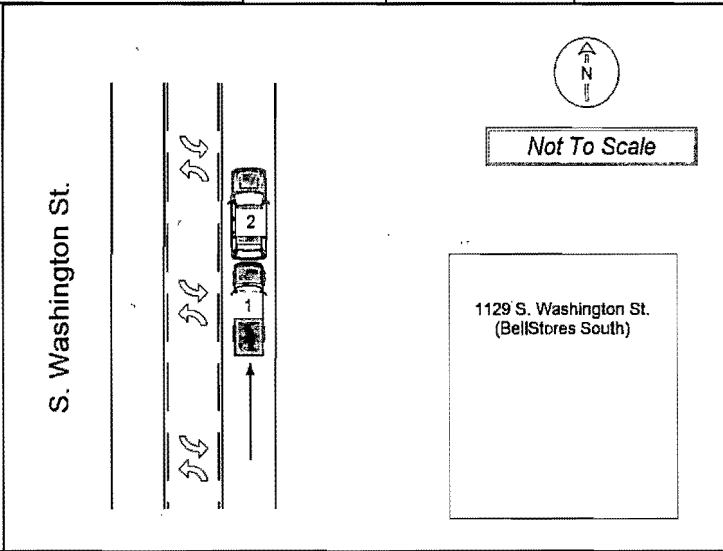 N
Not To Scale
S. Washington St.
2
1
1129 S. Washington St.
(BellStores South)